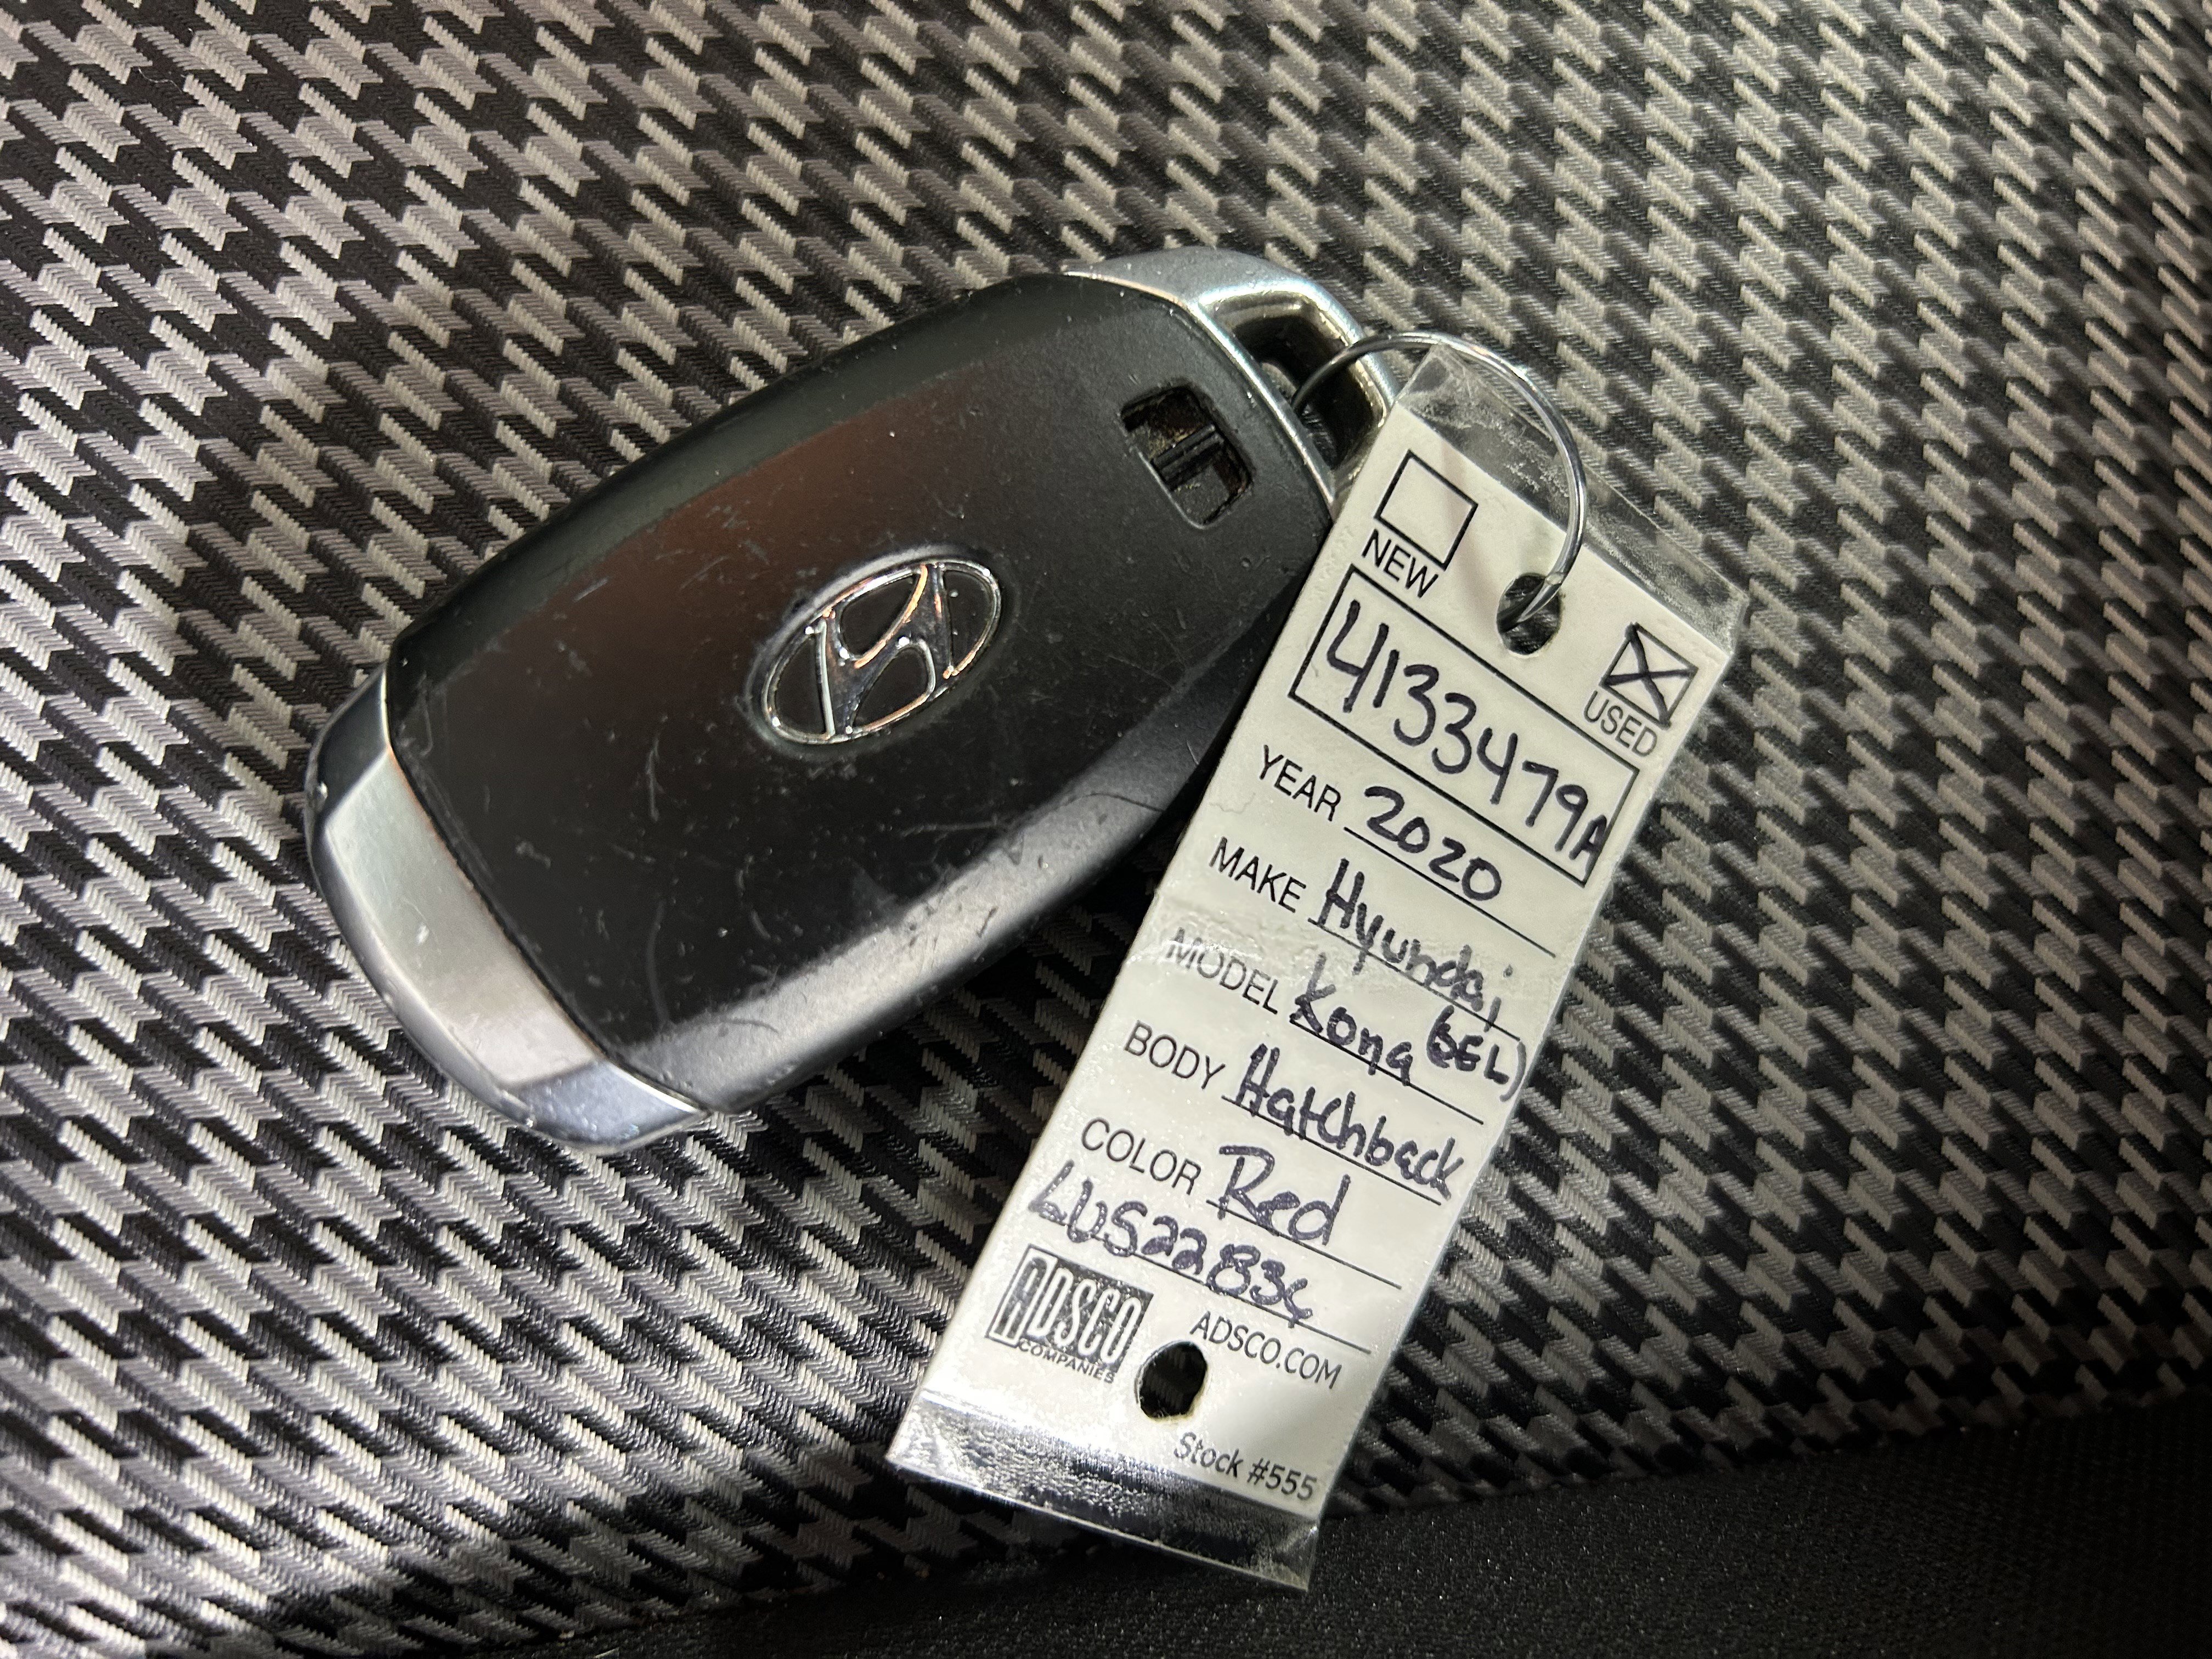 NEW
USED
4133479A
YEAR 2020
MAKE Hyundai
MODEL Kona (SEL)
BODY Hatchback
COLOR Red
LU522836
ADSCO COMPANIES
ADSCO.COM
Stock #555